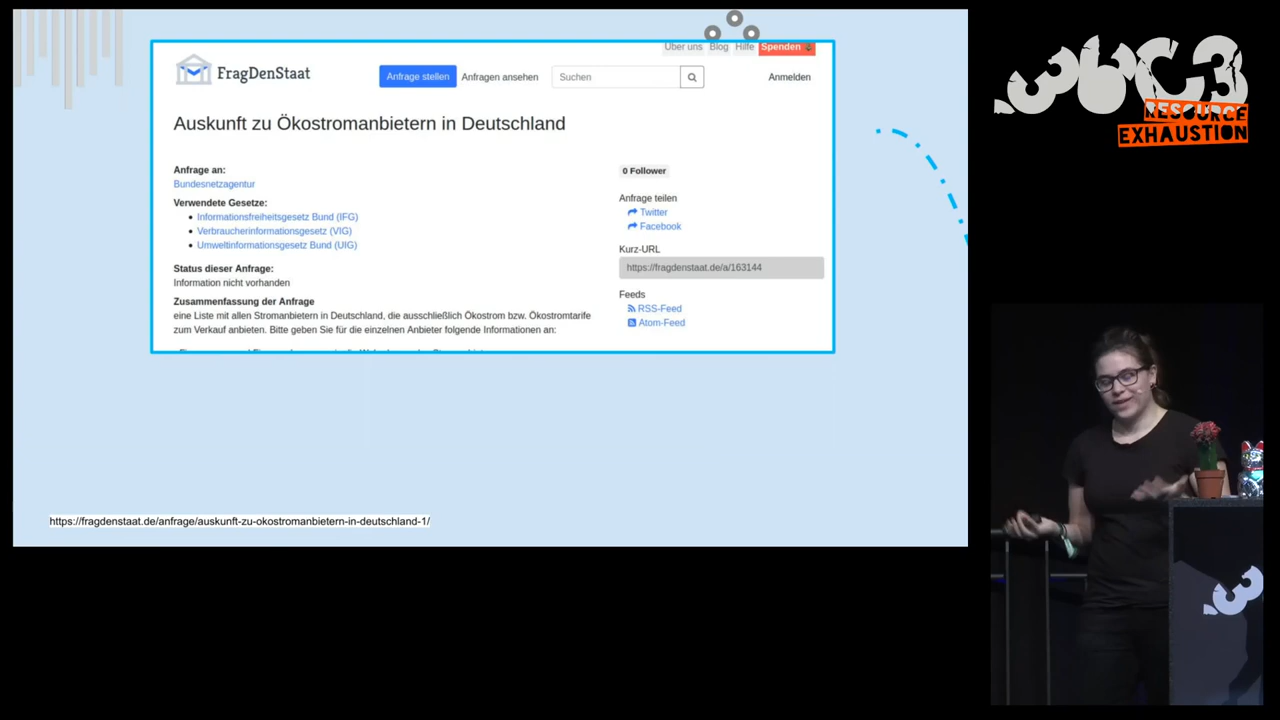 Über uns Blog Hilfe Spenden
FragDenStaat
Anfrage stellen Anfragen ansehen Suchen Anmelden
Auskunft zu Ökostromanbietern in Deutschland
Anfrage an:
Bundesnetzagentur
Verwendete Gesetze:
Informationsfreiheitsgesetz Bund (IFG)
Verbraucherinformationsgesetz (VIG)
Umweltinformationsgesetz Bund (UIG)
Status dieser Anfrage:
Information nicht vorhanden
Zusammenfassung der Anfrage
eine Liste mit allen Stromanbietern in Deutschland, die ausschließlich Ökostrom bzw. Ökostromtarife
zum Verkauf anbieten. Bitte geben Sie für die einzelnen Anbieter folgende Informationen an:
0 Follower
Anfrage teilen
Twitter
Facebook
Kurz-URL
https://fragdenstaat.de/a/163144
Feeds
RSS-Feed
Atom-Feed
https://fragdenstaat.de/anfrage/auskunft-zu-okostromanbietern-in-deutschland-1/
36C3
RESOURCE
EXHAUSTION